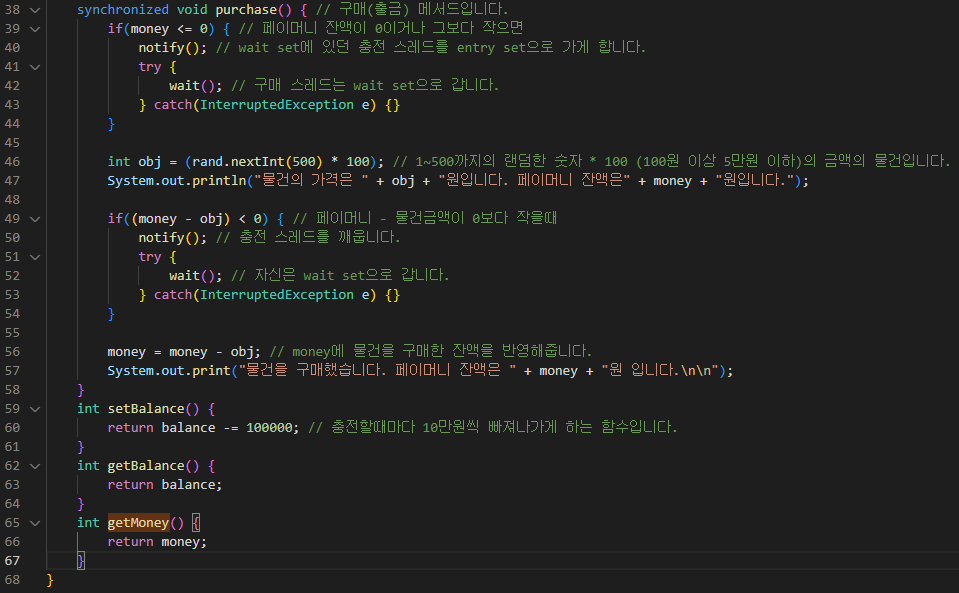 38 synchronized void purchase() { // 구매(출금) 메서드입니다.
39 if(money <= 0) { // 페이머니 잔액이 0이거나 그보다 작으면
40 notify(); // wait set에 있던 충전 스레드를 entry set으로 가게 합니다.
41 try {
42 wait(); // 구매 스레드는 wait set으로 갑니다.
43 } catch(InterruptedException e) {}
44 }
45
46 int obj = (rand.nextInt(500) * 100); // 1~500까지의 랜덤한 숫자 * 100 (100원 이상 5만원 이하)의 금액의 물건입니다.
47 System.out.println("물건의 가격은 " + obj + "원입니다. 페이머니 잔액은" + money + "원입니다.");
48
49 if((money - obj) < 0) { // 페이머니 - 물건금액이 0보다 작을때
50 notify(); // 충전 스레드를 깨웁니다.
51 try {
52 wait(); // 자신은 wait set으로 갑니다.
53 } catch(InterruptedException e) {}
54 }
55
56 money = money - obj; // money에 물건을 구매한 잔액을 반영해줍니다.
57 System.out.print("물건을 구매했습니다. 페이머니 잔액은 " + money + "원 입니다.\n\n");
58 }
59 int setBalance() {
60 return balance -= 100000; // 충전할때마다 10만원씩 빠져나가게 하는 함수입니다.
61 }
62 int getBalance() {
63 return balance;
64 }
65 int getMoney() {
66 return money;
67 }
68 }